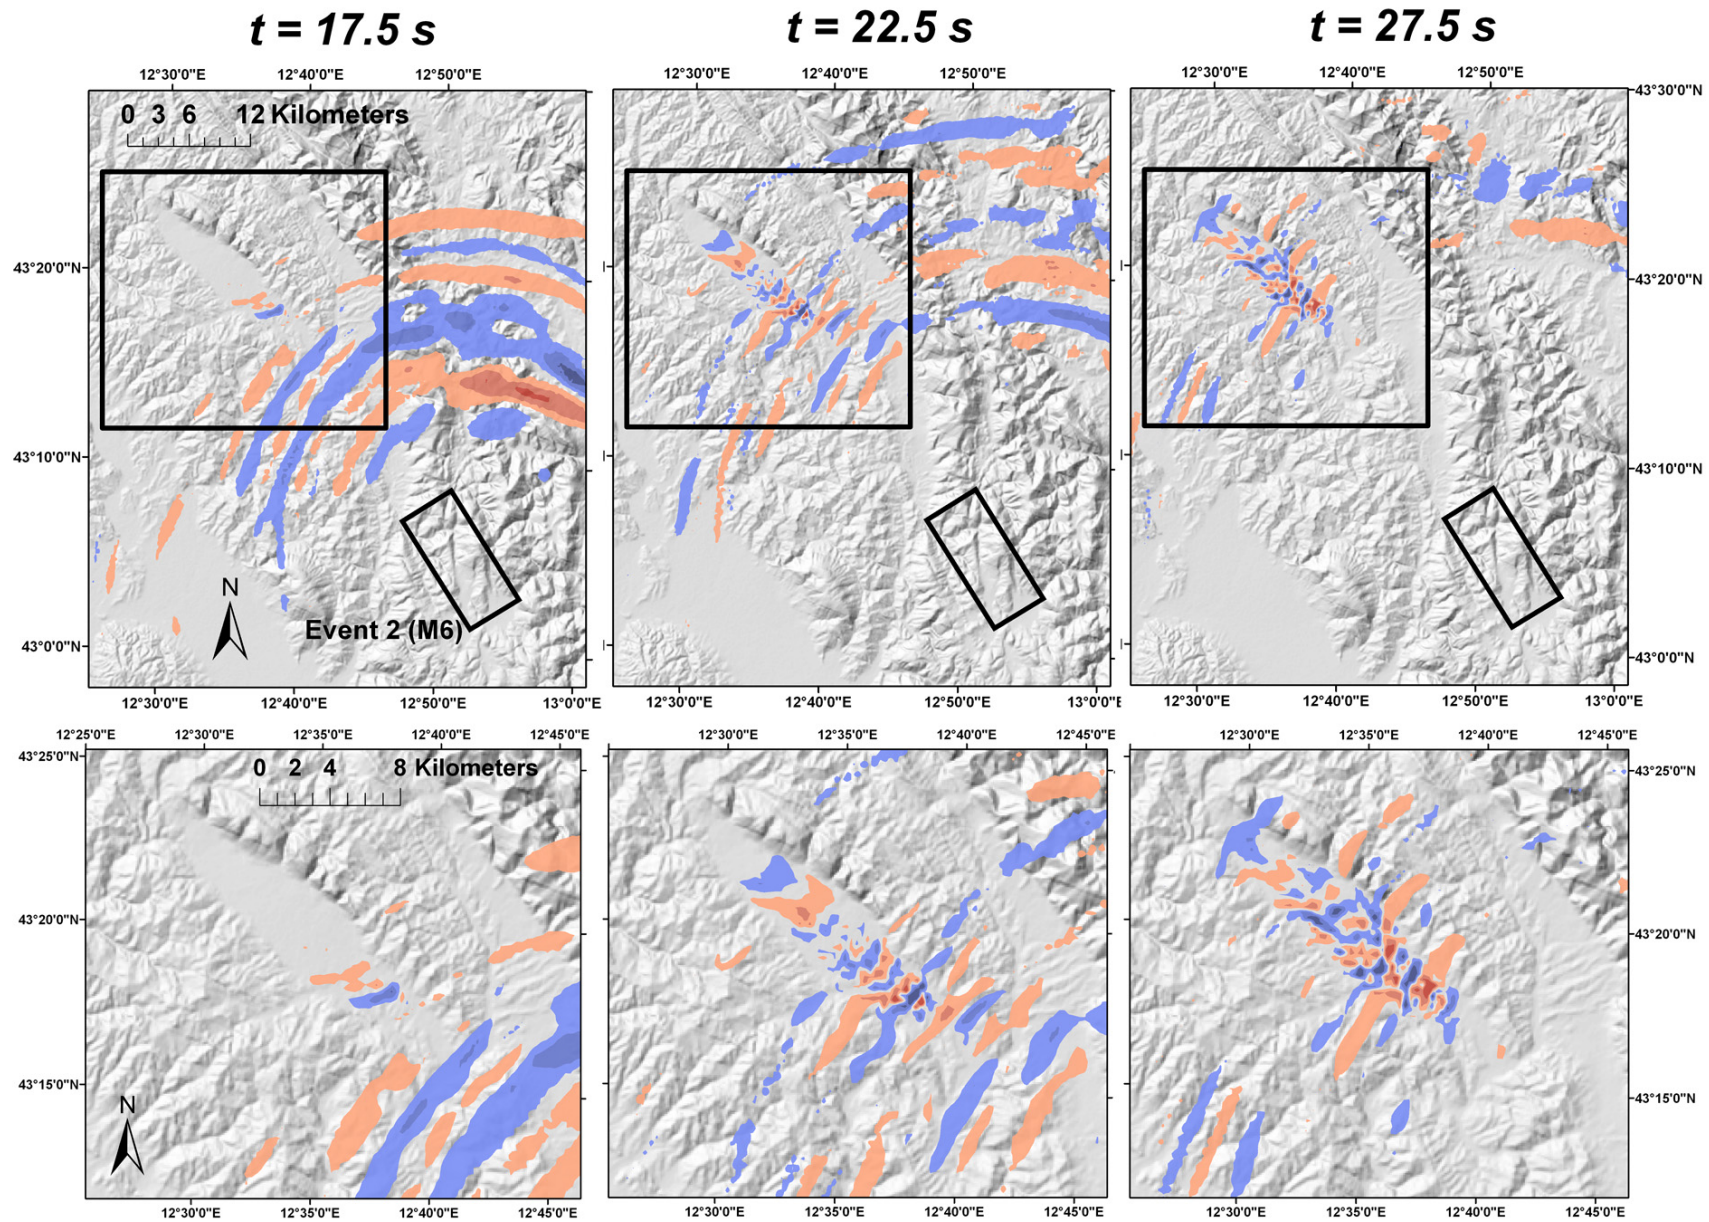 t = 17.5 s t = 22.5 s t = 27.5 s
12°30'0"E 12°40'0"E 12°50'0"E 12°30'0"E 12°40'0"E 12°50'0"E 12°30'0"E 12°40'0"E 12°50'0"E
43°30'0"N
0 3 6 12 Kilometers
43°20'0"N 43°20'0"N
43°10'0"N 43°10'0"N
N
Event 2 (M6)
43°0'0"N 43°0'0"N
12°30'0"E 12°40'0"E 12°50'0"E 13°0'0"E 12°30'0"E 12°40'0"E 12°50'0"E 13°0'0"E 12°30'0"E 12°40'0"E 12°50'0"E 13°0'0"E
12°25'0"E 12°30'0"E 12°35'0"E 12°40'0"E 12°45'0"E 12°30'0"E 12°35'0"E 12°40'0"E 12°45'0"E 12°30'0"E 12°35'0"E 12°40'0"E 12°45'0"E
43°25'0"N 43°25'0"N
0 2 4 8 Kilometers
43°20'0"N 43°20'0"N
43°15'0"N 43°15'0"N
N
12°30'0"E 12°35'0"E 12°40'0"E 12°45'0"E 12°30'0"E 12°35'0"E 12°40'0"E 12°45'0"E 12°30'0"E 12°35'0"E 12°40'0"E 12°45'0"E